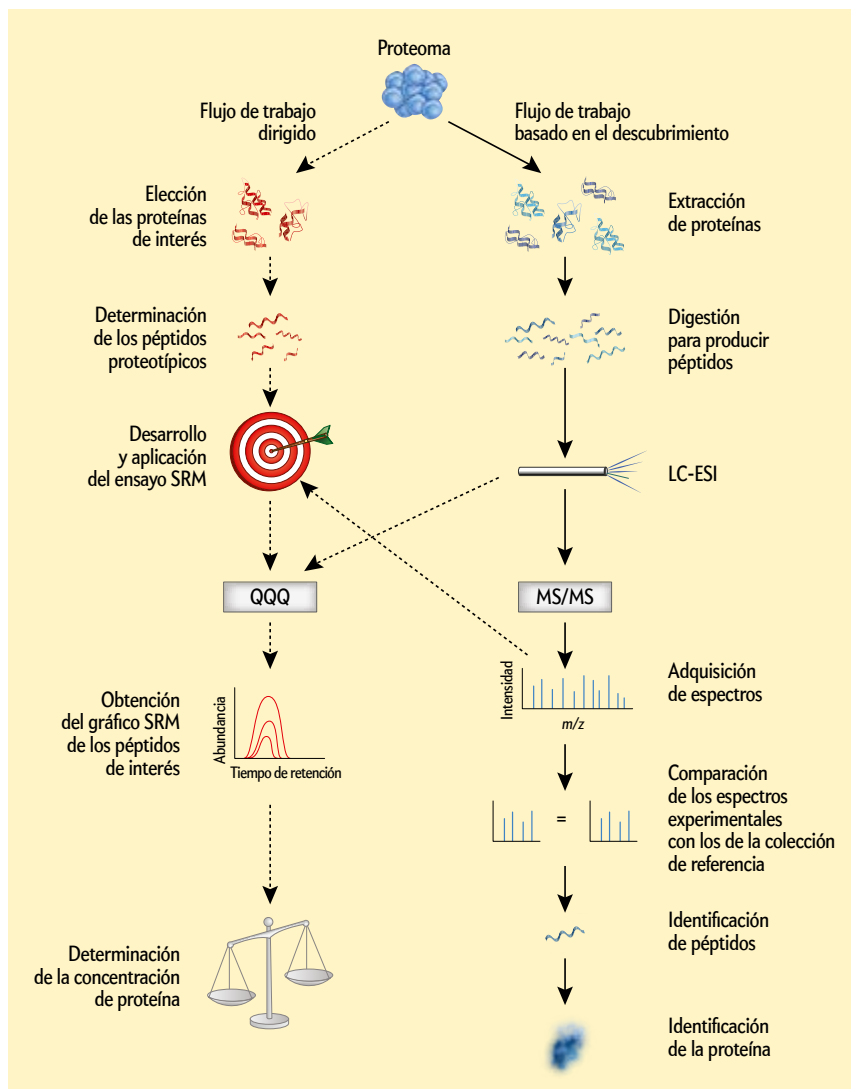 Proteoma
Flujo de trabajo
dirigido
Flujo de trabajo
basado en el descubrimiento
Elección
de las proteínas
de interés
Extracción
de proteínas
Determinación
de los péptidos
proteotípicos
Digestión
para producir
péptidos
Desarrollo
y aplicación
del ensayo SRM
LC-ESI
QQQ
MS/MS
Obtención
del gráfico SRM
de los péptidos
de interés
Abundancia
Tiempo de retención
Intensidad
m/z
Adquisición
de espectros
=
Comparación
de los espectros
experimentales
con los de la colección
de referencia
Identificación
de péptidos
Determinación
de la concentración
de proteína
Identificación
de la proteína